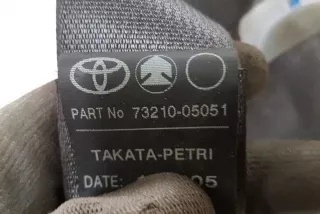 PART No 73210-05051
TAKATA-PETRI
DATE: